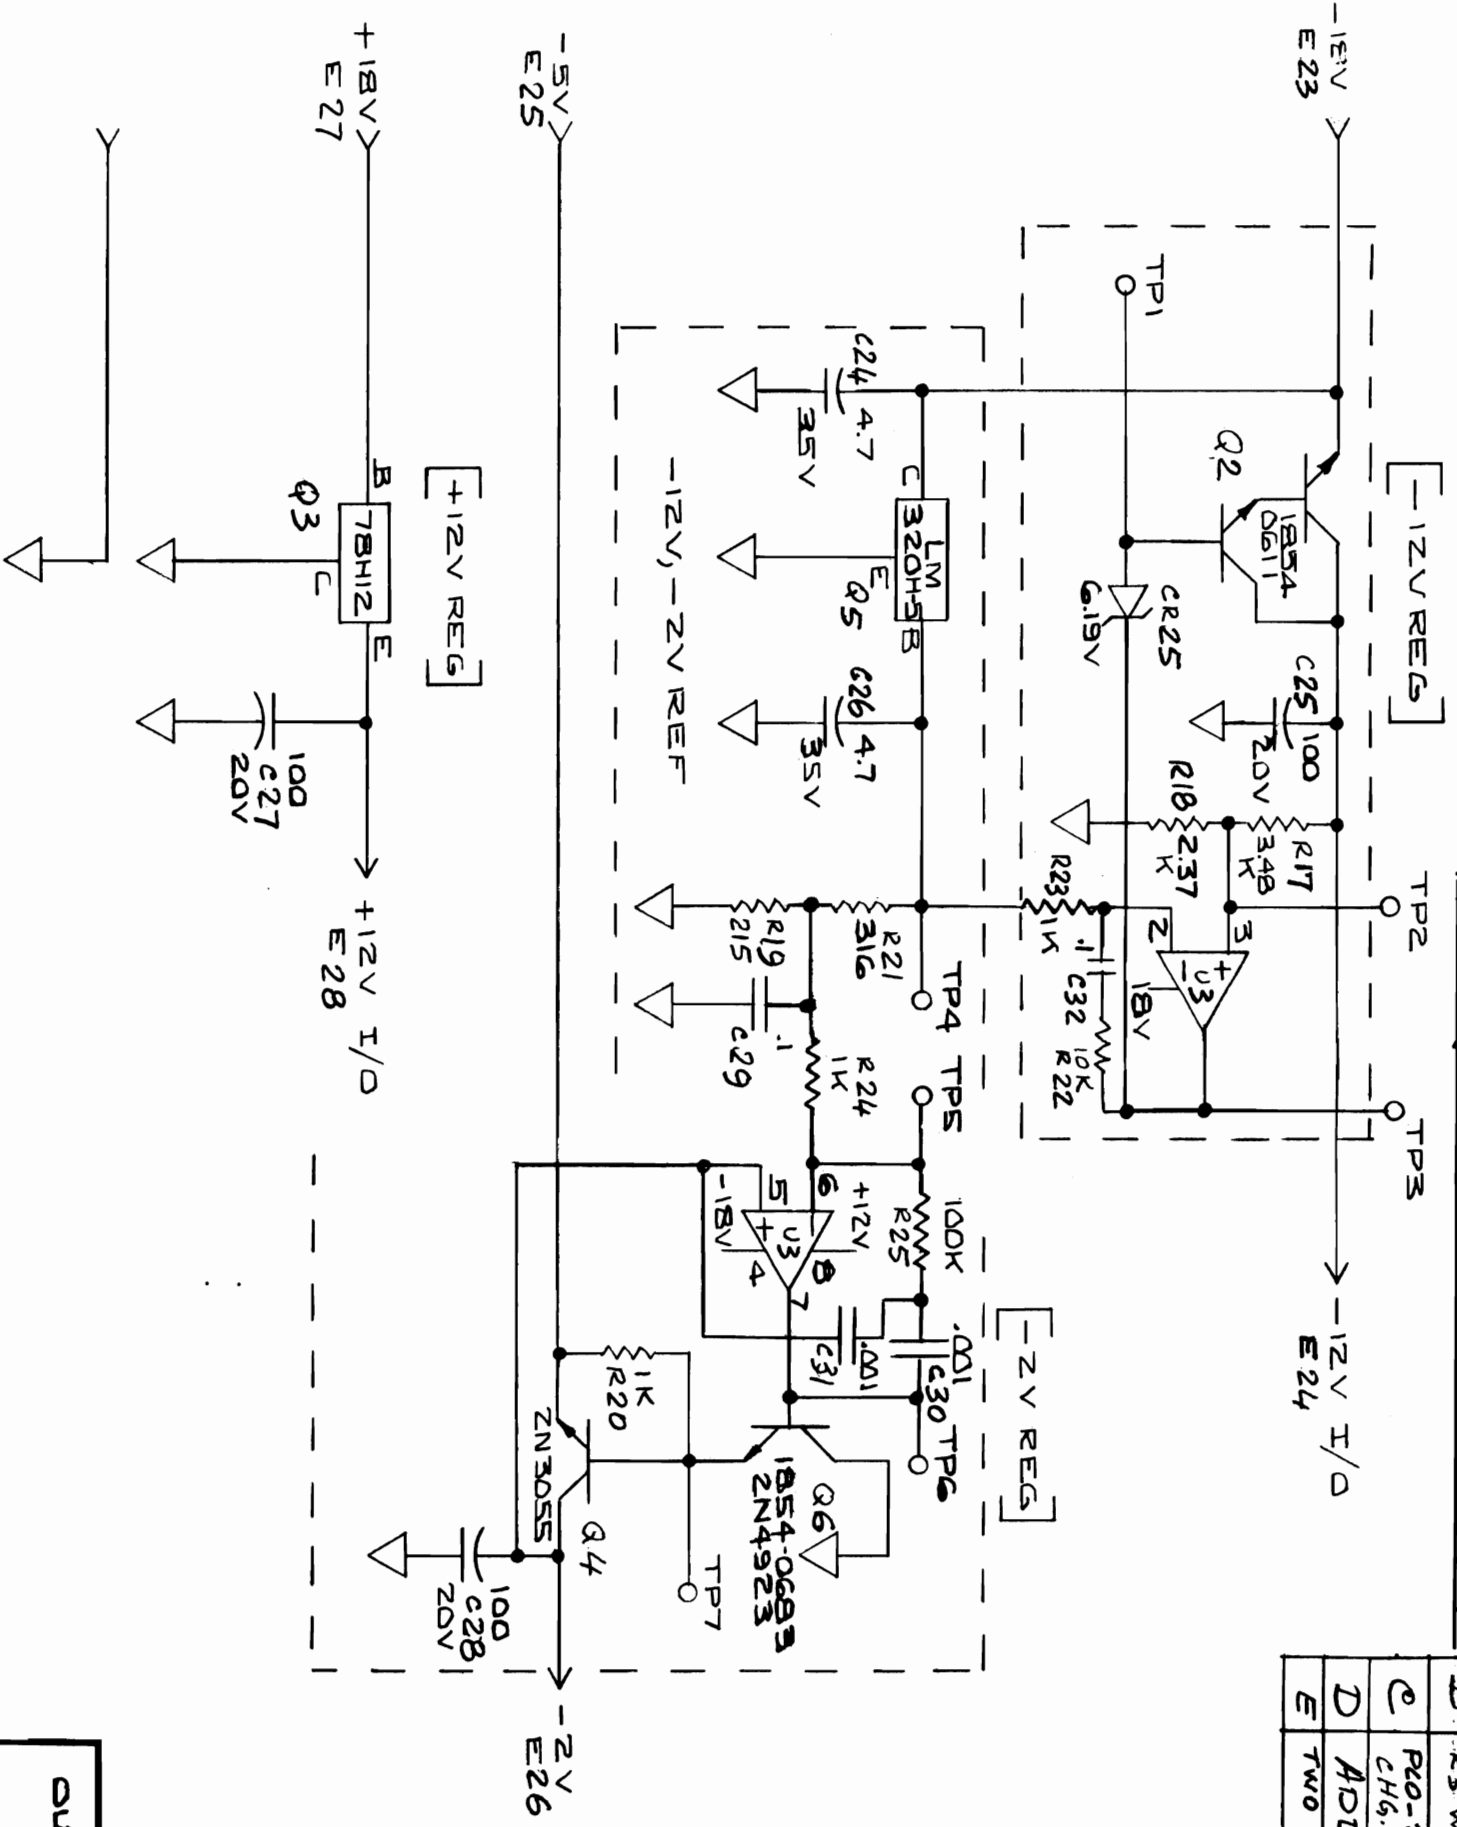 -18V
E23
TP1
Q2
1854
0611
[-12V REG]
CR25
6.19V
C25
100
20V
R18
2.37
K
R17
3.48
K
TP2
3
2
+
-
U3
18V
R23
1K
.1
C32
10K
R22
TP3
-12V I/O
E24
C24
4.7
35V
C
LM
320H-5
E
B
Q5
-12V, -2V REF
C26
4.7
35V
R21
316
R19
215
TP4
.1
C29
R24
1K
TP5
-5V
E25
100K
R25
+12V
6
5
+
-
U3
8
4
7
-18V
.001
C31
.001
C30
TP6
[-2V REG]
1K
R20
1854-0683
2N4923
Q6
2N3055
Q4
TP7
100
C28
20V
-2V
E26
+18V
E27
[+12V REG]
B
78H12
C
E
Q3
100
C27
20V
+12V I/O
E28
C
PCO-
CHG.
D
E
TWO